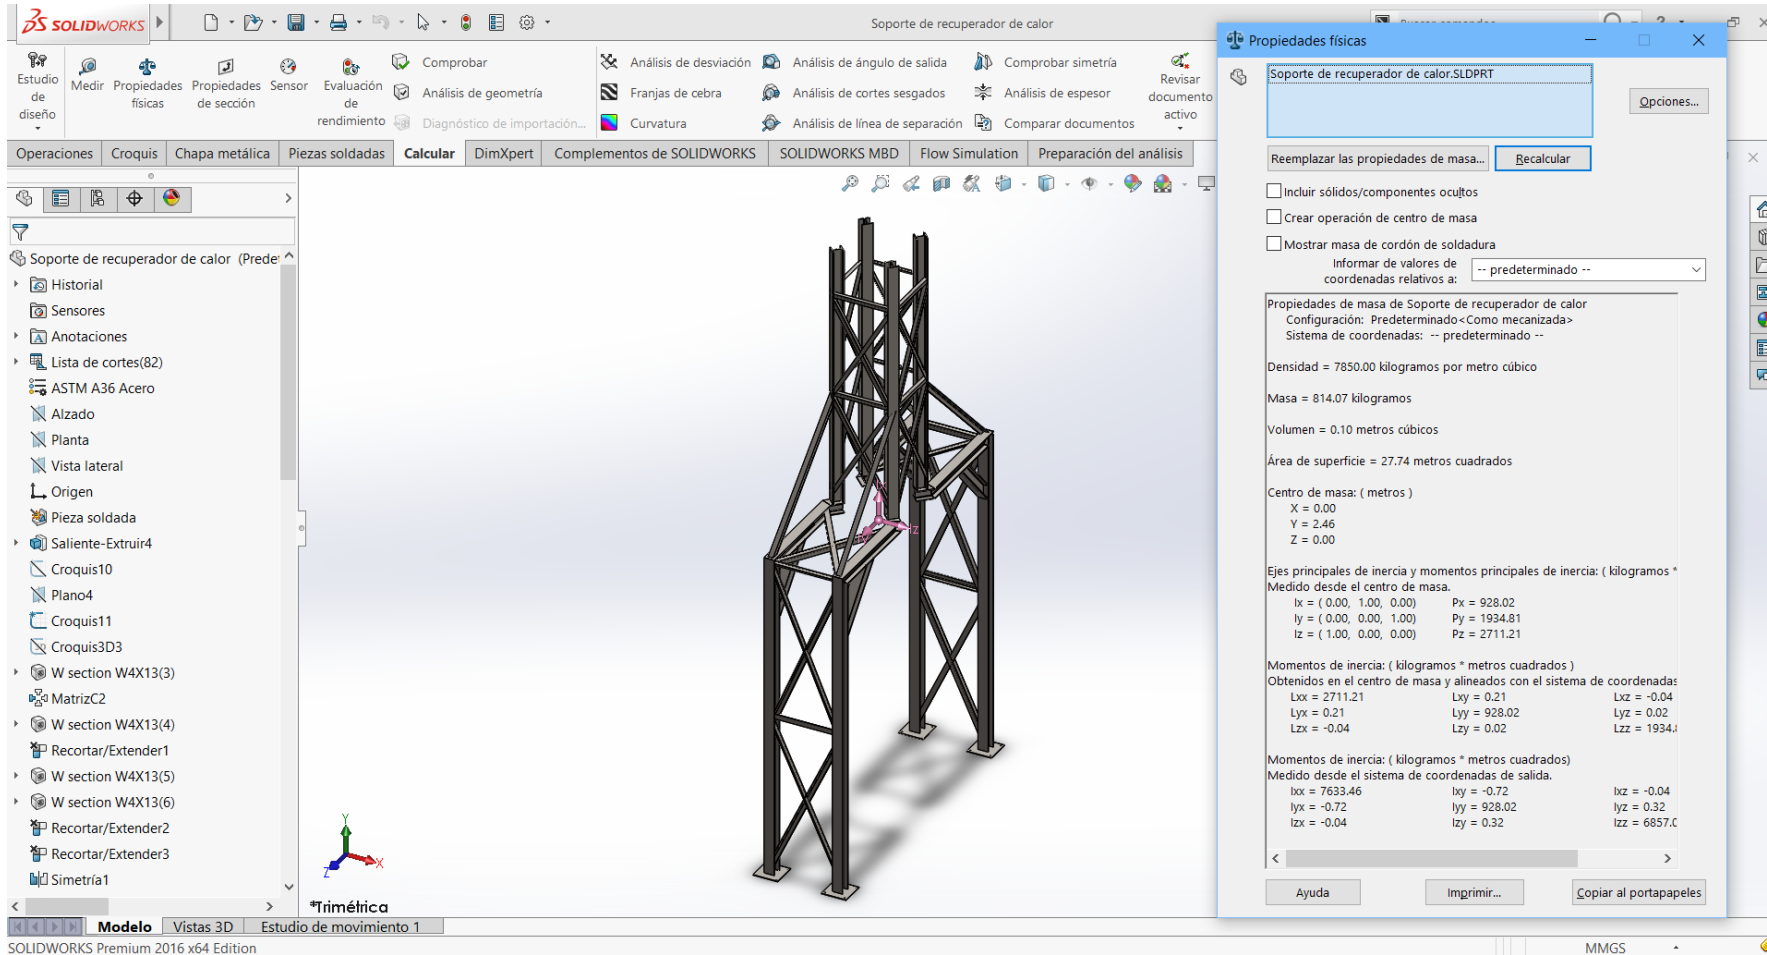 SOLIDWORKS
Soporte de recuperador de calor
Estudio de diseño
Medir
Propiedades físicas
Propiedades de sección
Sensor
Evaluación de rendimiento
Comprobar
Análisis de geometría
Diagnóstico de importación...
Análisis de desviación
Franjas de cebra
Curvatura
Análisis de ángulo de salida
Análisis de cortes sesgados
Análisis de línea de separación
Comprobar simetría
Análisis de espesor
Comparar documentos
Revisar documento activo
Operaciones
Croquis
Chapa metálica
Piezas soldadas
Calcular
DimXpert
Complementos de SOLIDWORKS
SOLIDWORKS MBD
Flow Simulation
Preparación del análisis
Soporte de recuperador de calor (Prede
Historial
Sensores
Anotaciones
Lista de cortes(82)
ASTM A36 Acero
Alzado
Planta
Vista lateral
Origen
Pieza soldada
Saliente-Extruir4
Croquis10
Plano4
Croquis11
Croquis3D3
W section W4X13(3)
MatrizC2
W section W4X13(4)
Recortar/Extender1
W section W4X13(5)
W section W4X13(6)
Recortar/Extender2
Recortar/Extender3
Simetría1
Y
X
Z
*Trimétrica
Modelo
Vistas 3D
Estudio de movimiento 1
SOLIDWORKS Premium 2016 x64 Edition
MMGS
Propiedades físicas
Soporte de recuperador de calor.SLDPRT
Opciones...
Reemplazar las propiedades de masa...
Recalcular
Incluir sólidos/componentes ocultos
Crear operación de centro de masa
Mostrar masa de cordón de soldadura
Informar de valores de
coordenadas relativos a:
-- predeterminado --
Propiedades de masa de Soporte de recuperador de calor
Configuración: Predeterminado<Como mecanizada>
Sistema de coordenadas: -- predeterminado --
Densidad = 7850.00 kilogramos por metro cúbico
Masa = 814.07 kilogramos
Volumen = 0.10 metros cúbicos
Área de superficie = 27.74 metros cuadrados
Centro de masa: ( metros )
X = 0.00
Y = 2.46
Z = 0.00
Ejes principales de inercia y momentos principales de inercia: ( kilogramos *
Medido desde el centro de masa.
Ix = ( 0.00, 1.00, 0.00) Px = 928.02
Iy = ( 0.00, 0.00, 1.00) Py = 1934.81
Iz = ( 1.00, 0.00, 0.00) Pz = 2711.21
Momentos de inercia: ( kilogramos * metros cuadrados )
Obtenidos en el centro de masa y alineados con el sistema de coordenadas
Lxx = 2711.21 Lxy = 0.21 Lxz = -0.04
Lyx = 0.21 Lyy = 928.02 Lyz = 0.02
Lzx = -0.04 Lzy = 0.02 Lzz = 1934.
Momentos de inercia: ( kilogramos * metros cuadrados)
Medido desde el sistema de coordenadas de salida.
Ixx = 7633.46 Ixy = -0.72 Ixz = -0.04
Iyx = -0.72 Iyy = 928.02 Iyz = 0.32
Izx = -0.04 Izy = 0.32 Izz = 6857.0
Ayuda
Imprimir...
Copiar al portapapeles